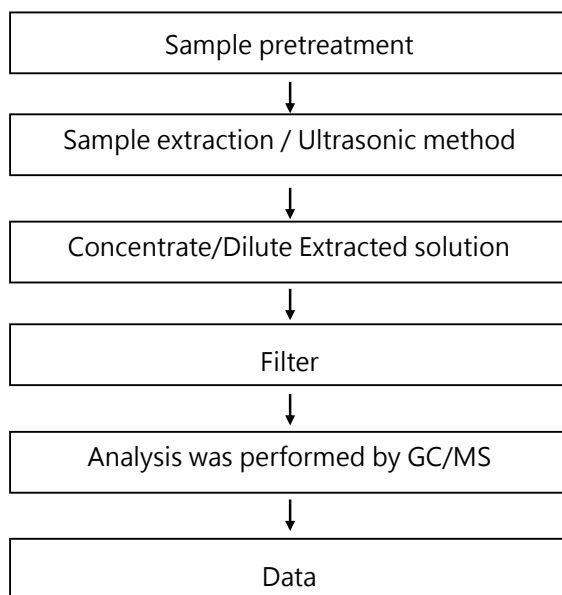 Sample pretreatment
Sample extraction / Ultrasonic method
Concentrate/Dilute Extracted solution
Filter
Analysis was performed by GC/MS
Data